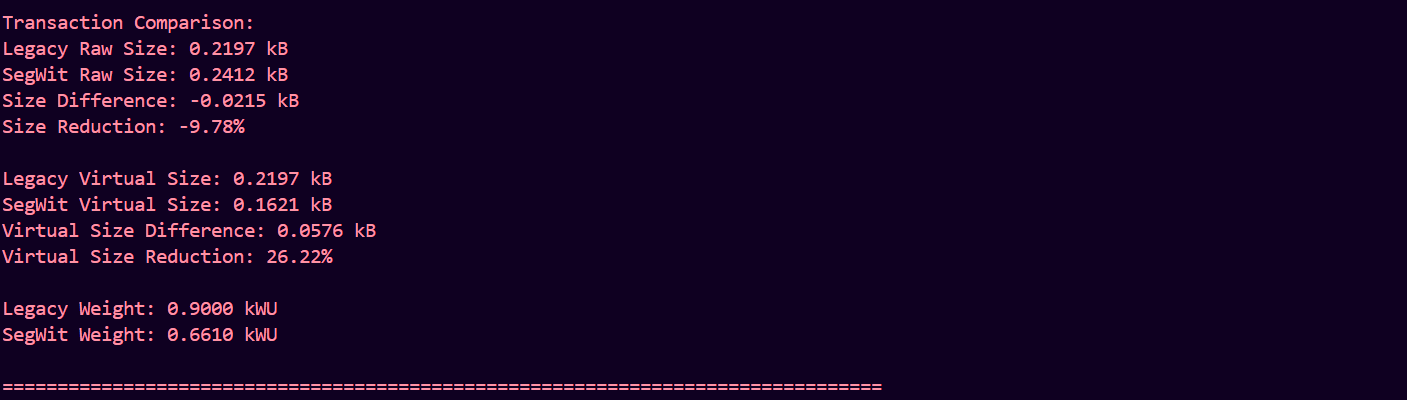 Transaction Comparison:
Legacy Raw Size: 0.2197 kB
SegWit Raw Size: 0.2412 kB
Size Difference: -0.0215 kB
Size Reduction: -9.78%
Legacy Virtual Size: 0.2197 kB
SegWit Virtual Size: 0.1621 kB
Virtual Size Difference: 0.0576 kB
Virtual Size Reduction: 26.22%
Legacy Weight: 0.9000 kWU
SegWit Weight: 0.6610 kWU
================================================================================